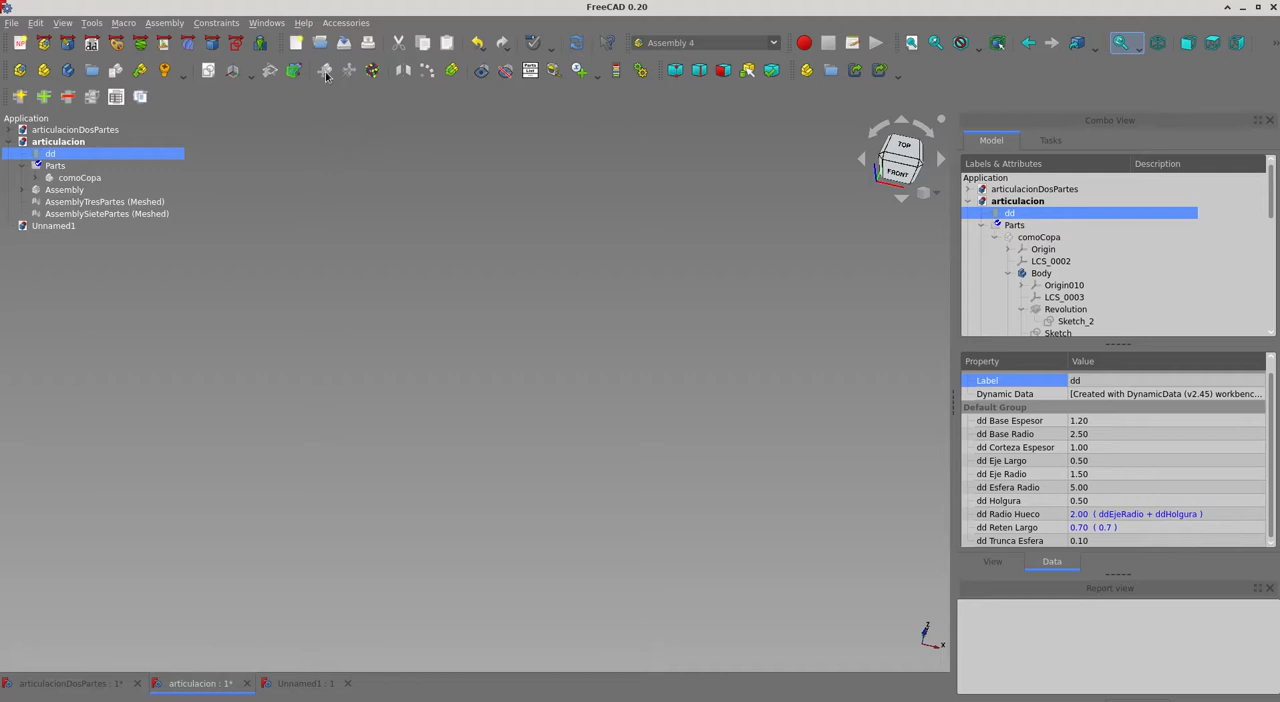 FreeCAD 0.20
File Edit View Tools Macro Assembly Constraints Windows Help Accessories
Assembly 4
Application
articulacionDosPartes
articulacion
dd
Parts
comoCopa
Assembly
AssemblyTresPartes (Meshed)
AssemblySietePartes (Meshed)
Unnamed1
TOP
FRONT
Z
X
Combo View
Model Tasks
Labels & Attributes Description
Application
articulacionDosPartes
articulacion
dd
Parts
comoCopa
Origin
LCS_0002
Body
Origin010
LCS_0003
Revolution
Sketch_2
Sketch
Property Value
Label dd
Dynamic Data [Created with DynamicData (v2.45) workbenc...
Default Group
dd Base Espesor 1.20
dd Base Radio 2.50
dd Corteza Espesor 1.00
dd Eje Largo 0.50
dd Eje Radio 1.50
dd Esfera Radio 5.00
dd Holgura 0.50
dd Radio Hueco 2.00 ( ddEjeRadio + ddHolgura )
dd Reten Largo 0.70 ( 0.7 )
dd Trunca Esfera 0.10
View Data
Report view
articulacionDosPartes : 1* articulacion : 1* Unnamed1 : 1